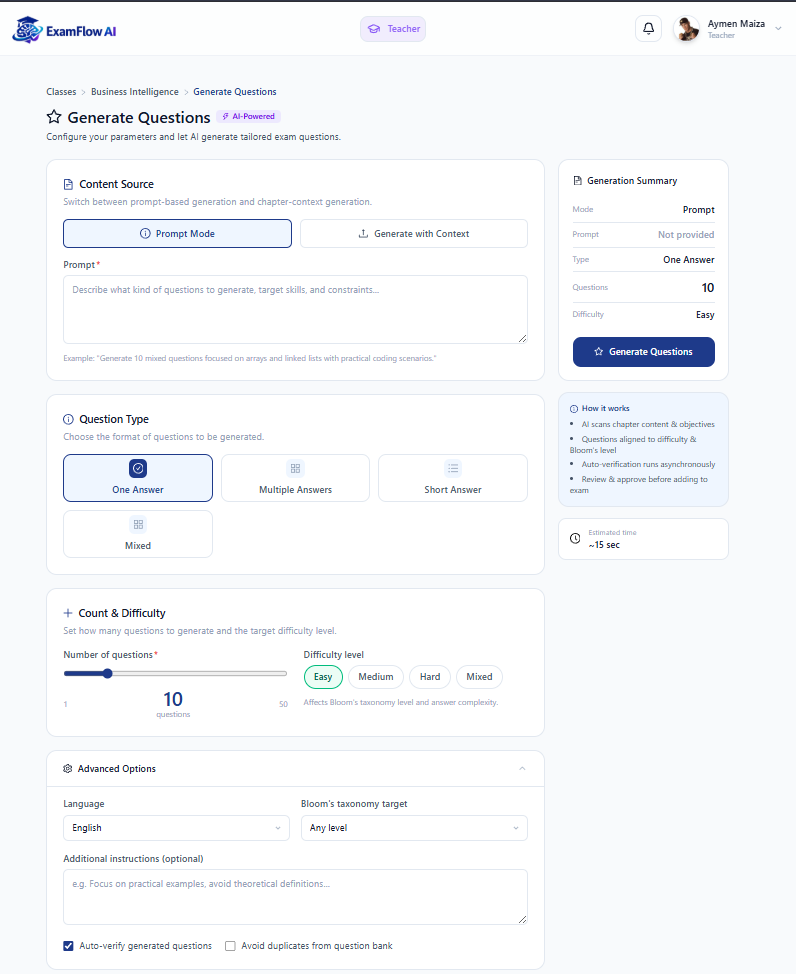 ExamFlow AI
Teacher
Aymen Maiza
Teacher
Classes > Business Intelligence > Generate Questions
Generate Questions
AI-Powered
Configure your parameters and let AI generate tailored exam questions.
Content Source
Switch between prompt-based generation and chapter-context generation.
Prompt Mode
Generate with Context
Prompt*
Describe what kind of questions to generate, target skills, and constraints...
Example: "Generate 10 mixed questions focused on arrays and linked lists with practical coding scenarios."
Question Type
Choose the format of questions to be generated.
One Answer
Multiple Answers
Short Answer
Mixed
Count & Difficulty
Set how many questions to generate and the target difficulty level.
Number of questions*
1
10
questions
50
Difficulty level
Easy
Medium
Hard
Mixed
Affects Bloom's taxonomy level and answer complexity.
Advanced Options
Language
English
Bloom's taxonomy target
Any level
Additional instructions (optional)
e.g. Focus on practical examples, avoid theoretical definitions...
Auto-verify generated questions
Avoid duplicates from question bank
Generation Summary
Mode Prompt
Prompt Not provided
Type One Answer
Questions 10
Difficulty Easy
Generate Questions
How it works
• AI scans chapter content & objectives
• Questions aligned to difficulty &
Bloom's level
• Auto-verification runs asynchronously
• Review & approve before adding to
exam
Estimated time
~15 sec